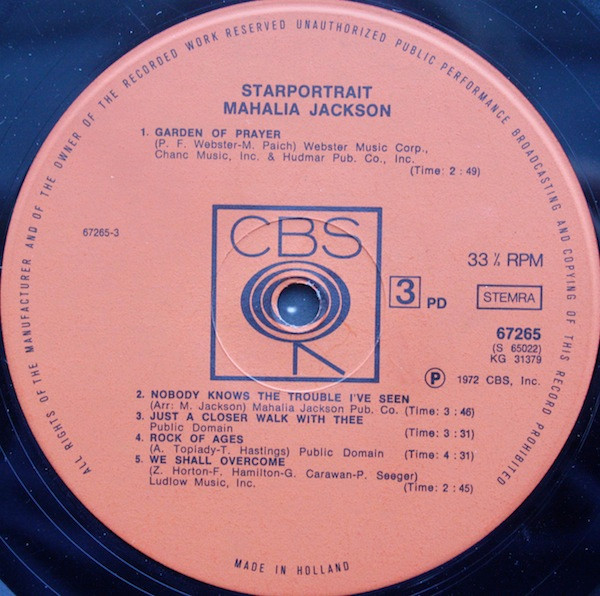 ALL RIGHTS OF THE MANUFACTURER AND OF THE OWNER OF THE RECORDED WORK RESERVED UNAUTHORIZED PUBLIC PERFORMANCE BROADCASTING AND COPYING OF THIS RECORD PROHIBITED
STARPORTRAIT
MAHALIA JACKSON
1. GARDEN OF PRAYER
(P. F. Webster-M. Paich) Webster Music Corp.,
Chanc Music, Inc. & Hudmar Pub. Co., Inc.
(Time: 2 : 49)
67265-3
CBS
33 ⅓ RPM
3 PD
STEMRA
67265
(S 65022)
KG 31379
Ⓟ 1972 CBS, Inc.
2. NOBODY KNOWS THE TROUBLE I'VE SEEN
(Arr: M. Jackson) Mahalia Jackson Pub. Co. (Time: 3 : 46)
3. JUST A CLOSER WALK WITH THEE
Public Domain (Time: 3 : 31)
4. ROCK OF AGES
(A. Toplady-T. Hastings) Public Domain (Time: 4 : 31)
5. WE SHALL OVERCOME
(Z. Horton-F. Hamilton-G. Carawan-P. Seeger)
Ludlow Music, Inc. (Time: 2 : 45)
MADE IN HOLLAND